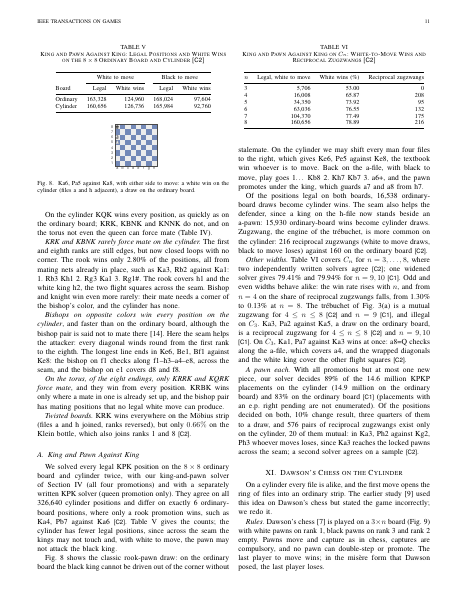 IEEE TRANSACTIONS ON GAMES
11
TABLE V
KING AND PAWN AGAINST KING: LEGAL POSITIONS AND WHITE WINS
ON THE 8 × 8 ORDINARY BOARD AND CYLINDER [C2]
White to move Black to move
Board Legal White wins Legal White wins
Ordinary 163,328 124,960 168,024 97,604
Cylinder 160,656 126,736 165,984 92,760
Fig. 8. Ka6, Pa5 against Ka8, with either side to move: a white win on the
cylinder (files a and h adjacent), a draw on the ordinary board.
On the cylinder KQK wins every position, as quickly as on
the ordinary board; KRK, KBNK and KNNK do not, and on
the torus not even the queen can force mate (Table IV).
KRK and KBNK rarely force mate on the cylinder. The first
and eighth ranks are still edges, but now closed loops with no
corner. The rook wins only 2.80% of the positions, all from
mating nets already in place, such as Ka3, Rb2 against Ka1:
1. Rb3 Kh1 2. Rg3 Ka1 3. Rg1#. The rook covers h1 and the
white king h2, the two flight squares across the seam. Bishop
and knight win even more rarely: their mate needs a corner of
the bishop's color, and the cylinder has none.
Bishops on opposite colors win every position on the
cylinder, and faster than on the ordinary board, although the
bishop pair is said not to mate there [14]. Here the seam helps
the attacker: every diagonal winds round from the first rank
to the eighth. The longest line ends in Ke6, Be1, Bf1 against
Ke8: the bishop on f1 checks along f1–h3–a4–e8, across the
seam, and the bishop on e1 covers d8 and f8.
On the torus, of the eight endings, only KRRK and KQRK
force mate, and they win from every position. KRBK wins
only where a mate in one is already set up, and the bishop pair
has mating positions that no legal white move can produce.
Twisted boards. KRK wins everywhere on the Möbius strip
(files a and h joined, ranks reversed), but only 0.66% on the
Klein bottle, which also joins ranks 1 and 8 [C2].
A. King and Pawn Against King
We solved every legal KPK position on the 8 × 8 ordinary
board and cylinder twice, with our king-and-pawn solver
of Section IV (all four promotions) and with a separately
written KPK solver (queen promotion only). They agree on all
326,640 cylinder positions and differ on exactly 6 ordinary-
board positions, where only a rook promotion wins, such as
Ka4, Pb7 against Ka6 [C2]. Table V gives the counts; the
cylinder has fewer legal positions, since across the seam the
kings may not touch and, with white to move, the pawn may
not attack the black king.
Fig. 8 shows the classic rook-pawn draw: on the ordinary
board the black king cannot be driven out of the corner without
TABLE VI
KING AND PAWN AGAINST KING ON Cn: WHITE-TO-MOVE WINS AND
RECIPROCAL ZUGZWANGS [C2]
n Legal, white to move White wins (%) Reciprocal zugzwangs
3 5,706 53.00 0
4 16,008 65.87 208
5 34,350 73.92 95
6 63,036 76.55 132
7 104,370 77.49 175
8 160,656 78.89 216
stalemate. On the cylinder we may shift every man four files
to the right, which gives Ke6, Pe5 against Ke8, the textbook
win whoever is to move. Back on the a-file, with black to
move, play goes 1… Kb8 2. Kh7 Kb7 3. a6+, and the pawn
promotes under the king, which guards a7 and a8 from h7.
Of the positions legal on both boards, 16,538 ordinary-
board draws become cylinder wins. The seam also helps the
defender, since a king on the b-file now stands beside an
a-pawn: 15,930 ordinary-board wins become cylinder draws.
Zugzwang, the engine of the trébuchet, is more common on
the cylinder: 216 reciprocal zugzwangs (white to move draws,
black to move loses) against 160 on the ordinary board [C2].
Other widths. Table VI covers Cn for n = 3, . . . , 8, where
two independently written solvers agree [C2]; one widened
solver gives 79.41% and 79.94% for n = 9, 10 [C1]. Odd and
even widths behave alike: the win rate rises with n, and from
n = 4 on the share of reciprocal zugzwangs falls, from 1.30%
to 0.13% at n = 8. The trébuchet of Fig. 3(a) is a mutual
zugzwang for 4 ≤ n ≤ 8 [C2] and n = 9 [C1], and illegal
on C3. Ka3, Pa2 against Ka5, a draw on the ordinary board,
is a reciprocal zugzwang for 4 ≤ n ≤ 8 [C2] and n = 9, 10
[C1]. On C3, Ka1, Pa7 against Ka3 wins at once: a8=Q checks
along the a-file, which covers a4, and the wrapped diagonals
and the white king cover the other flight squares [C2].
A pawn each. With all promotions but at most one new
piece, our solver decides 89% of the 14.6 million KPKP
placements on the cylinder (14.9 million on the ordinary
board) and 83% on the ordinary board [C1] (placements with
an e.p. right pending are not enumerated). Of the positions
decided on both, 10% change result, three quarters of them
to a draw, and 576 pairs of reciprocal zugzwangs exist only
on the cylinder, 20 of them mutual: in Ka3, Ph2 against Kg2,
Ph3 whoever moves loses, since Ka3 reaches the locked pawns
across the seam; a second solver agrees on a sample [C2].
XI. DAWSON'S CHESS ON THE CYLINDER
On a cylinder every file is alike, and the first move opens the
ring of files into an ordinary strip. The earlier study [9] used
this idea on Dawson's chess but stated the game incorrectly;
we redo it.
Rules. Dawson's chess [7] is played on a 3×n board (Fig. 9)
with white pawns on rank 1, black pawns on rank 3 and rank 2
empty. Pawns move and capture as in chess, captures are
compulsory, and no pawn can double-step or promote. The
last player to move wins; in the misère form that Dawson
posed, the last player loses.